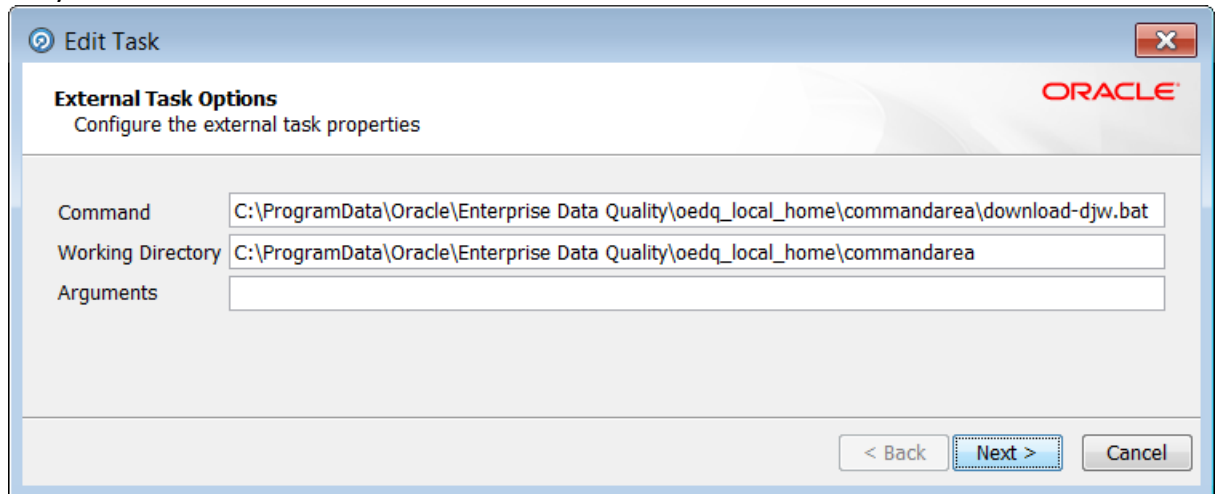 Edit Task
External Task Options
ORACLE
Configure the external task properties
Command C:\ProgramData\Oracle\Enterprise Data Quality\oedq_local_home\commandarea\download-djw.bat
Working Directory C:\ProgramData\Oracle\Enterprise Data Quality\oedq_local_home\commandarea
Arguments
< Back Next > Cancel